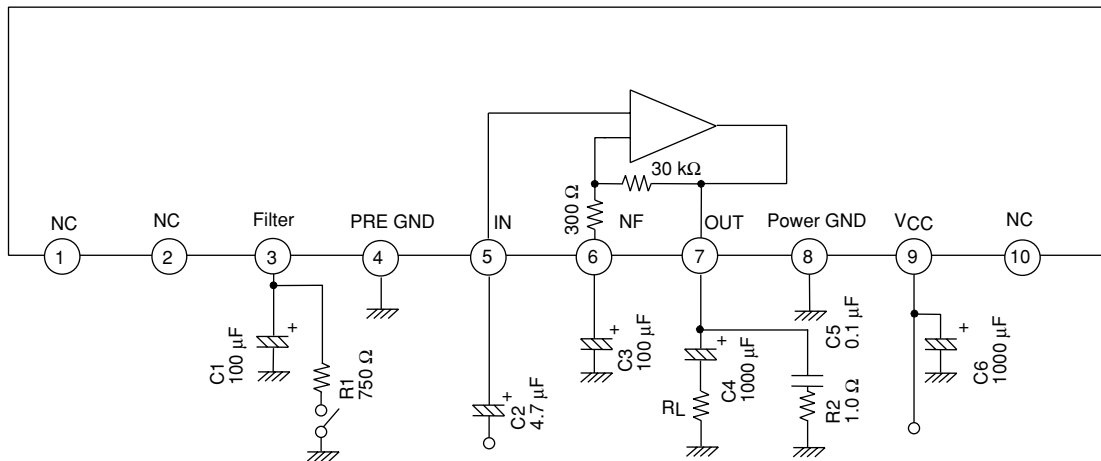 30 kΩ
300 Ω
NC
NC
Filter
PRE GND
IN
NF
OUT
Power GND
VCC
NC
1
2
3
4
5
6
7
8
9
10
C1
100 µF
R1
750 Ω
C2
4.7 µF
C3
100 µF
RL
C4
1000 µF
C5
0.1 µF
R2
1.0 Ω
C6
1000 µF
+
+
+
+
+